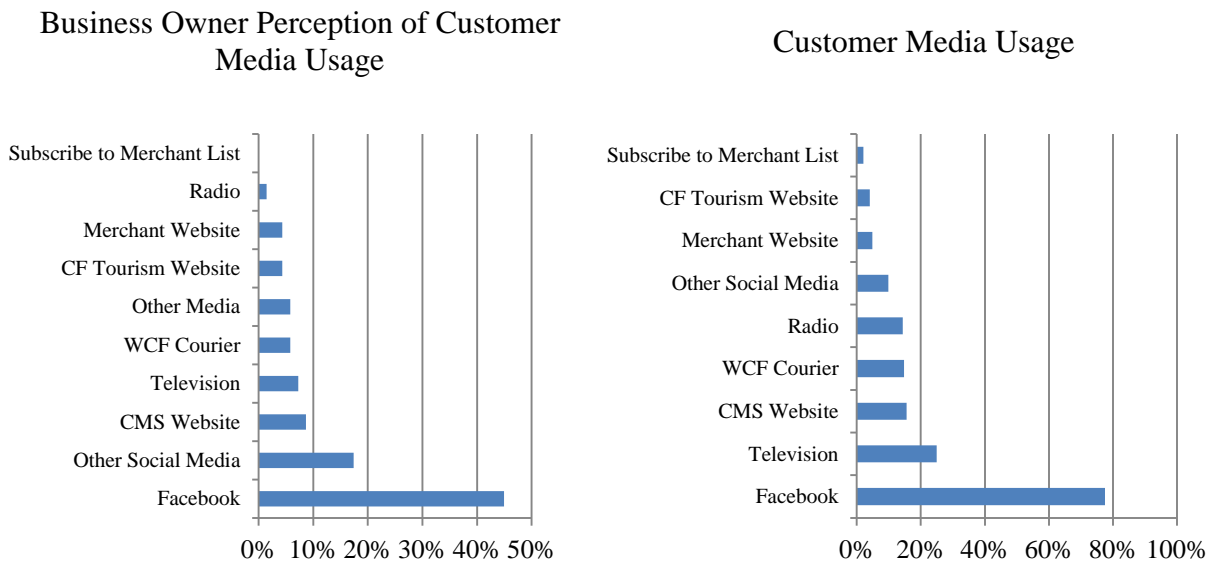 Business Owner Perception of Customer
Media Usage
Subscribe to Merchant List
Radio
Merchant Website
CF Tourism Website
Other Media
WCF Courier
Television
CMS Website
Other Social Media
Facebook
0% 10% 20% 30% 40% 50%
Customer Media Usage
Subscribe to Merchant List
CF Tourism Website
Merchant Website
Other Social Media
Radio
WCF Courier
CMS Website
Television
Facebook
0% 20% 40% 60% 80% 100%